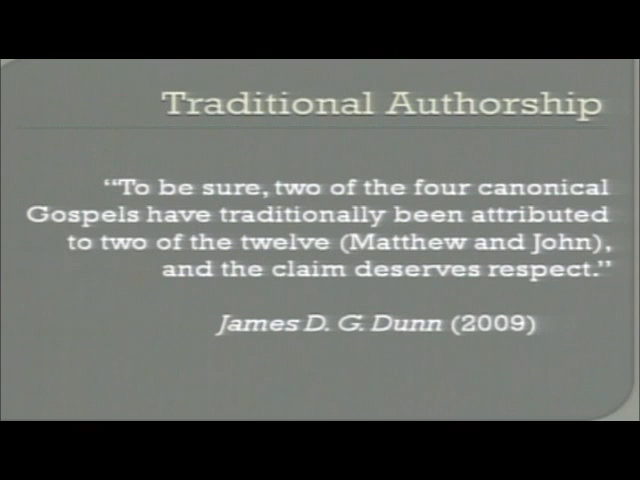 Traditional Authorship
“To be sure, two of the four canonical
Gospels have traditionally been attributed
to two of the twelve (Matthew and John),
and the claim deserves respect.”
James D. G. Dunn (2009)